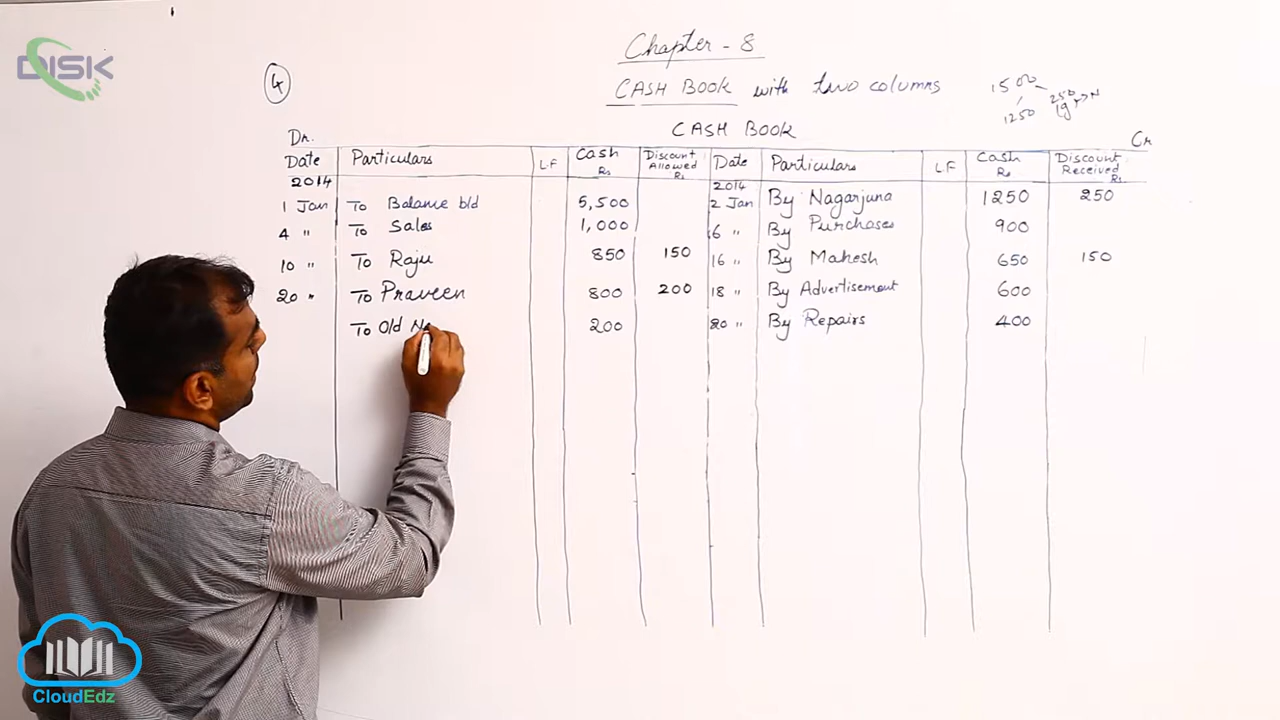 DISK
4
Chapter - 8
CASH BOOK with two columns
1500
1250
250
CASH BOOK
Dr. Cr
Date Particulars L.F Cash Rs Discount Allowed Rs Date Particulars LF Cash Rs Discount Received Rs.
2014 2014
1 Jan To Balance b/d 5,500 2 Jan By Nagarjuna 1250 250
4 " To Sales 1,000 6 " By Purchases 900
10 " To Raju 850 150 16 " By Mahesh 650 150
20 " To Praveen 800 200 18 " By Advertisement 600
To Old Ne 200 20 " By Repairs 400
CloudEdz